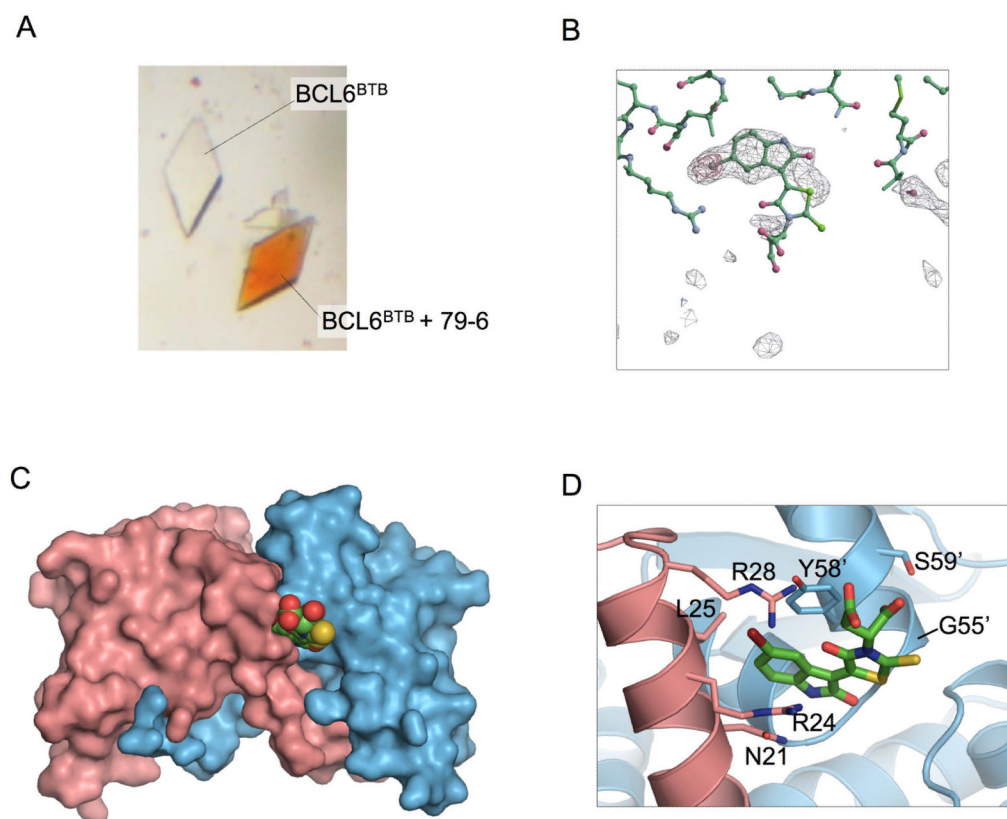 A
BCL6BTB
BCL6BTB + 79-6
B
C
D
R28
Y58'
S59'
L25
G55'
R24
N21